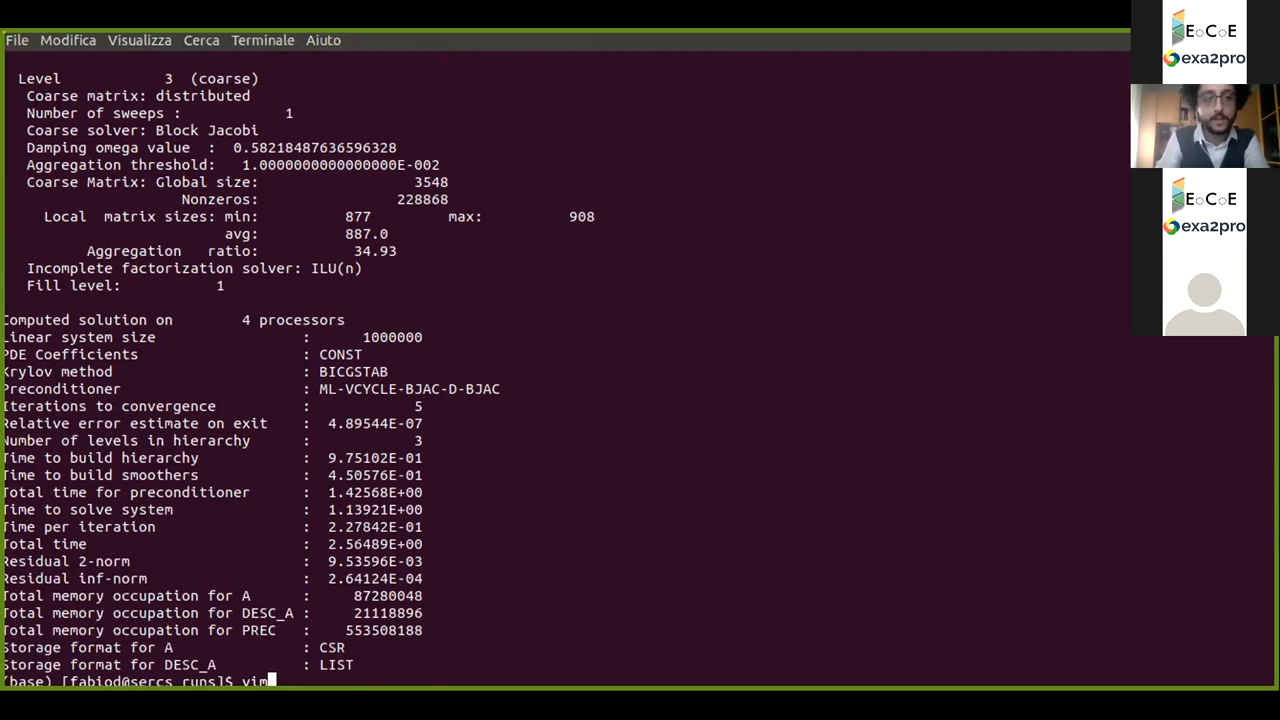 File Modifica Visualizza Cerca Terminale Aiuto
Level 3 (coarse)
Coarse matrix: distributed
Number of sweeps : 1
Coarse solver: Block Jacobi
Damping omega value : 0.58218487636596328
Aggregation threshold: 1.0000000000000000E-002
Coarse Matrix: Global size: 3548
Nonzeros: 228868
Local matrix sizes: min: 877 max: 908
avg: 887.0
Aggregation ratio: 34.93
Incomplete factorization solver: ILU(n)
Fill level: 1
Computed solution on 4 processors
Linear system size : 1000000
PDE Coefficients : CONST
Krylov method : BICGSTAB
Preconditioner : ML-VCYCLE-BJAC-D-BJAC
Iterations to convergence : 5
Relative error estimate on exit : 4.89544E-07
Number of levels in hierarchy : 3
Time to build hierarchy : 9.75102E-01
Time to build smoothers : 4.50576E-01
Total time for preconditioner : 1.42568E+00
Time to solve system : 1.13921E+00
Time per iteration : 2.27842E-01
Total time : 2.56489E+00
Residual 2-norm : 9.53596E-03
Residual inf-norm : 2.64124E-04
Total memory occupation for A : 87280048
Total memory occupation for DESC_A : 21118896
Total memory occupation for PREC : 553508188
Storage format for A : CSR
Storage format for DESC_A : LIST
(base) [fabiod@sercs runs]$ vim
EoCoE
exa2pro
EoCoE
exa2pro